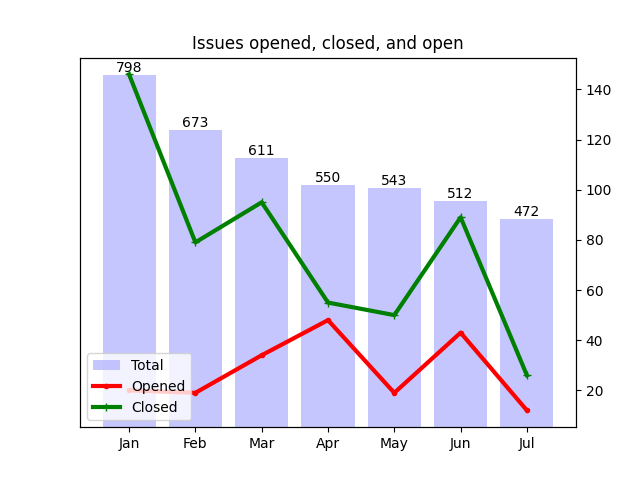 Issues opened, closed, and open
798
673
611
550
543
512
472
140
120
100
80
60
40
20
Total
Opened
Closed
Jan Feb Mar Apr May Jun Jul